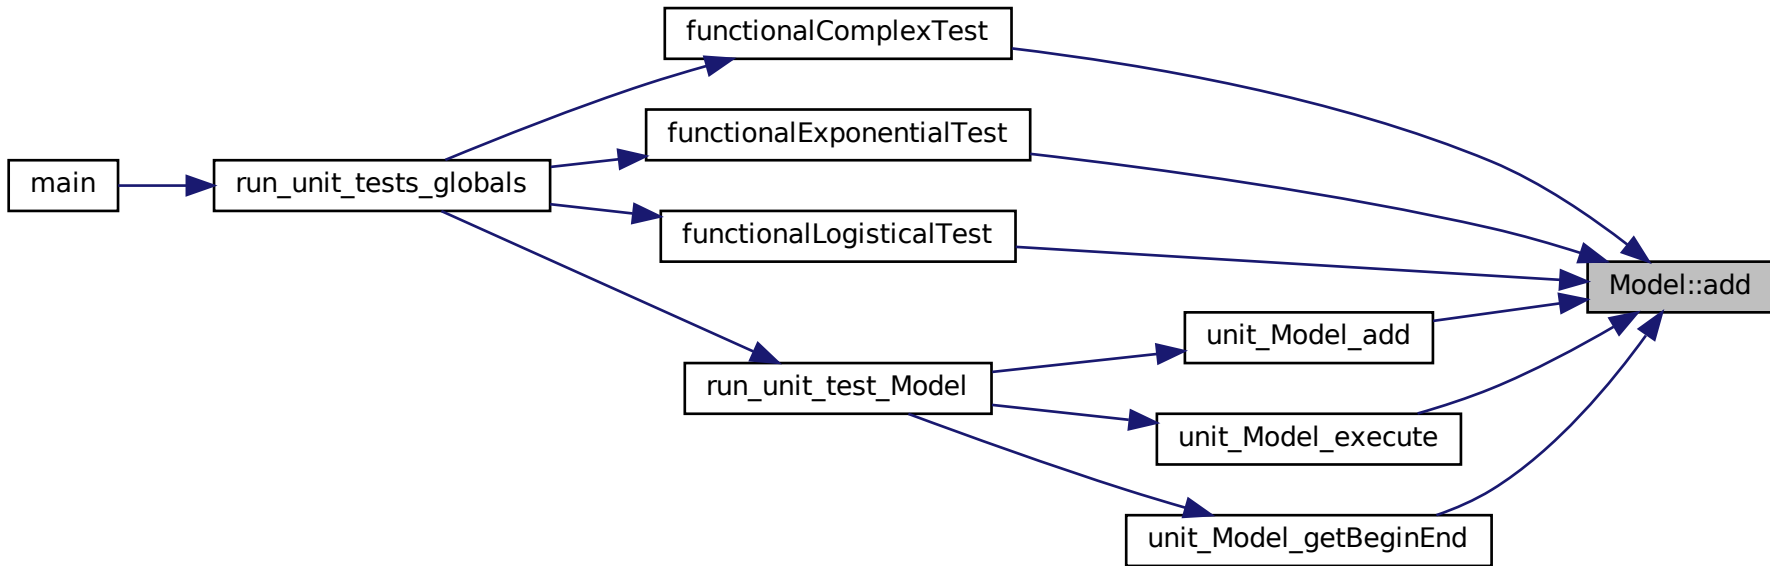 functionalComplexTest
functionalExponentialTest
main
run_unit_tests_globals
functionalLogisticalTest
Model::add
unit_Model_add
run_unit_test_Model
unit_Model_execute
unit_Model_getBeginEnd